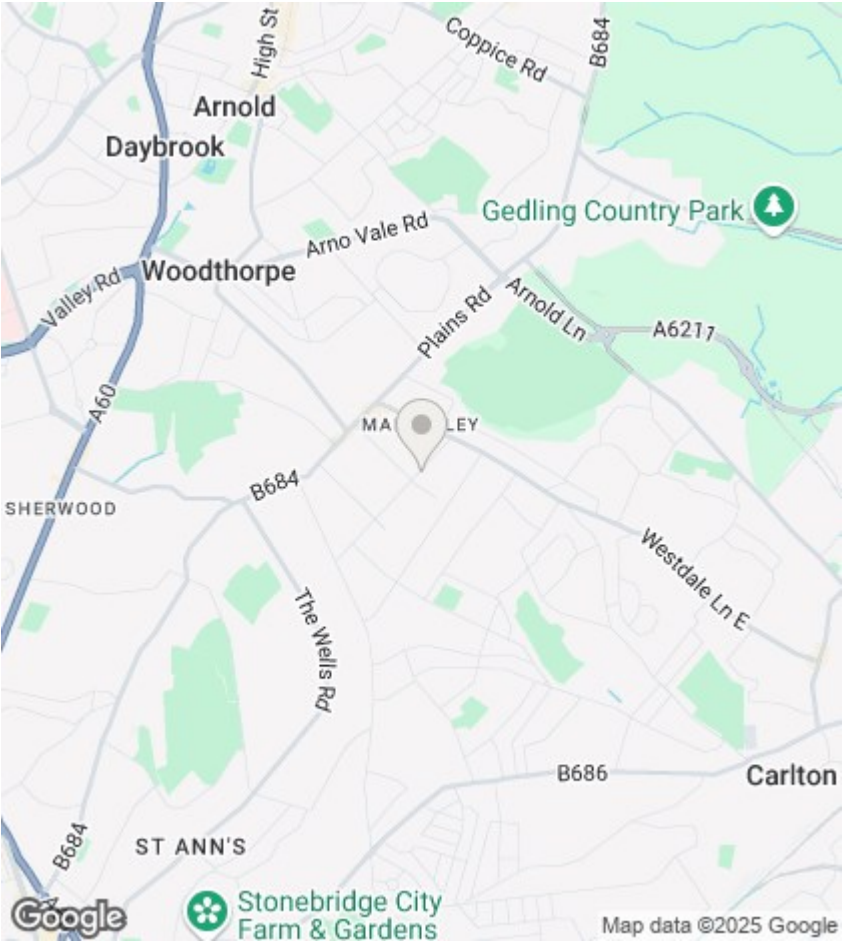 High St
Coppice Rd
B684
Arnold
Daybrook
Gedling Country Park
Arno Vale Rd
Woodthorpe
Valley Rd
Plains Rd
Arnold Ln
A6211
A60
MA LEY
B684
SHERWOOD
Westdale Ln E
The Wells Rd
B686
Carlton
B684
ST ANN'S
Stonebridge City
Farm & Gardens
Google
Map data ©2025 Google